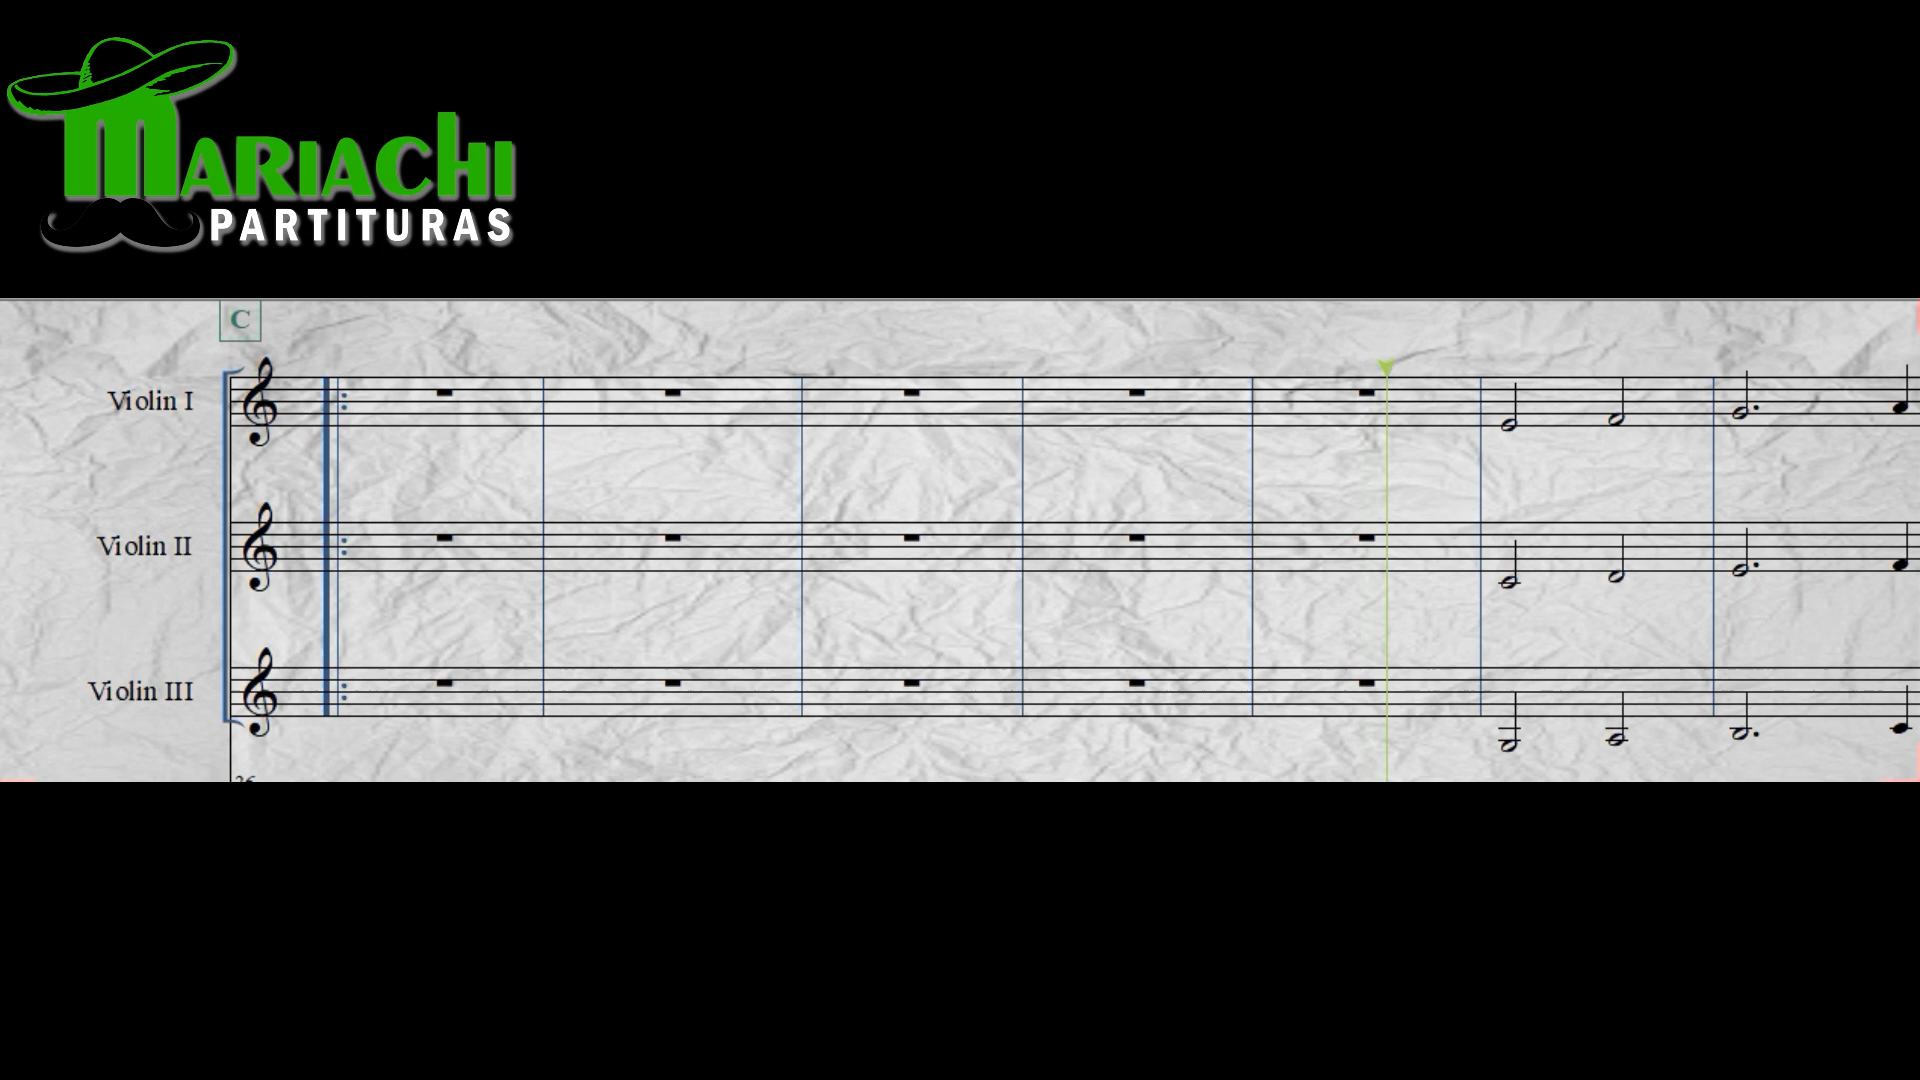 MARIACHI
PARTITURAS
C
Violin I
Violin II
Violin III